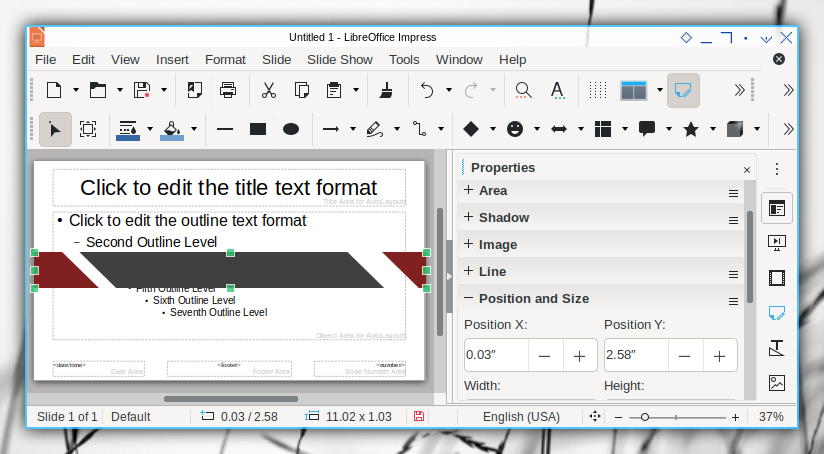 Untitled 1 - LibreOffice Impress
File Edit View Insert Format Slide Slide Show Tools Window Help
Click to edit the title text format
Title Area for AutoLayouts
• Click to edit the outline text format
– Second Outline Level
• Sixth Outline Level
• Seventh Outline Level
Object Area for AutoLayouts
<date/time>
Date Area
<footer>
Footer Area
<number>
Slide Number Area
Properties
Area
Shadow
Image
Line
Position and Size
Position X: Position Y:
0.03″ 2.58″
Width: Height:
Slide 1 of 1 Default 0.03 / 2.58 11.02 x 1.03 English (USA) 37%